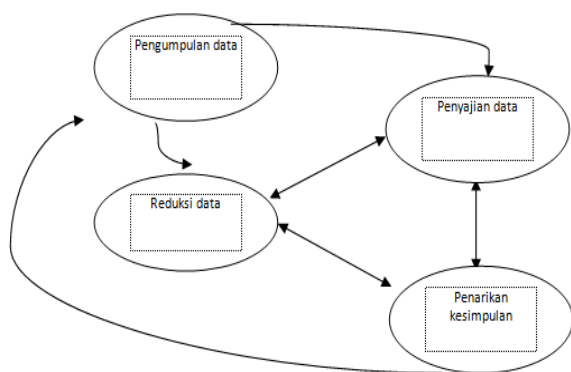 Pengumpulan data
Penyajian data
Reduksi data
Penarikan
kesimpulan